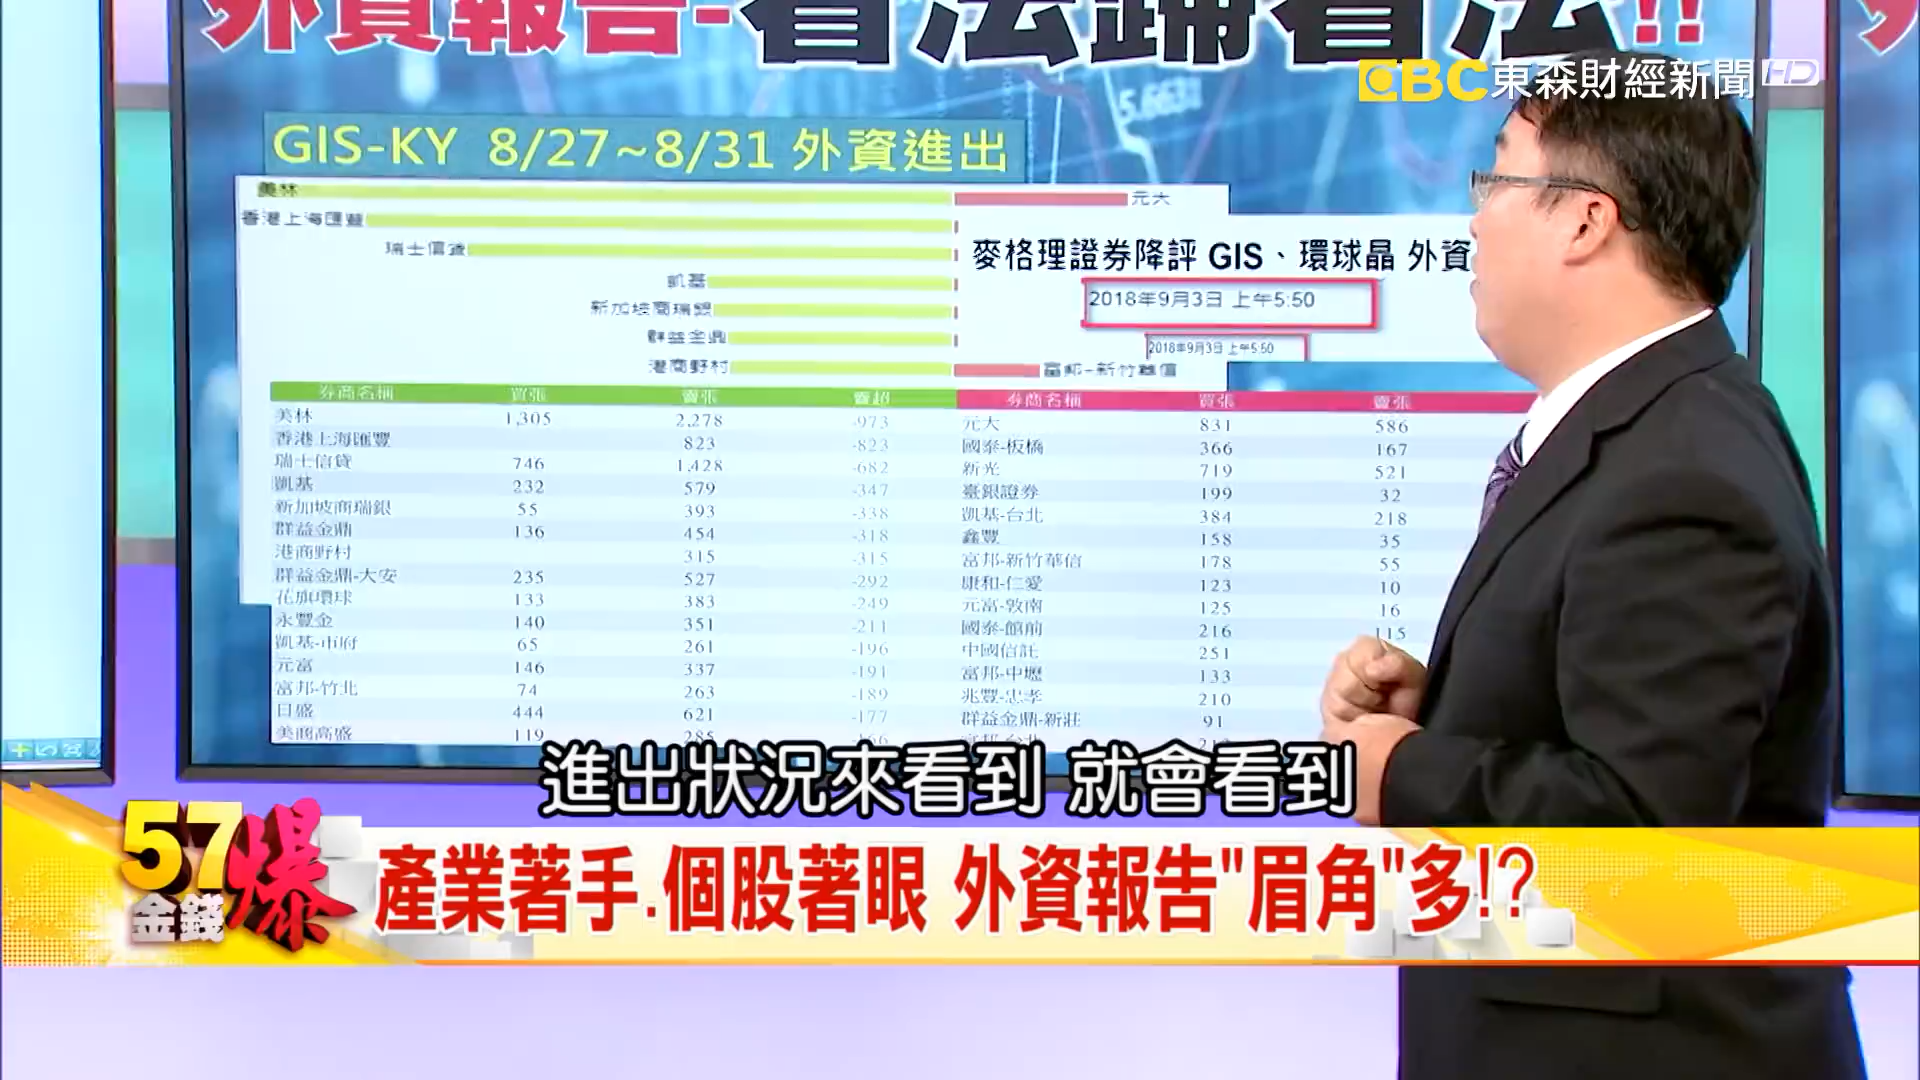 外資報告-看法歸看法!!
EBC東森財經新聞HD
5.6631
GIS-KY 8/27~8/31 外資進出
美林
元大
香港上海匯豐
瑞士信貸
凱基
新加坡商瑞銀
群益金鼎
港商野村
富邦-新竹華信
麥格理證券降評 GIS、環球晶 外資
2018年9月3日 上午5:50
2018年9月3日 上午5:50
券商名稱 買張 賣張 賣超 券商名稱 買張 賣張
美林 1,305 2,278 -973 元大 831 586
香港上海匯豐 823 -823 國泰-板橋 366 167
瑞士信貸 746 1,428 -682 新光 719 521
凱基 232 579 -347 臺銀證券 199 32
新加坡商瑞銀 55 393 -338 凱基-台北 384 218
群益金鼎 136 454 -318 鑫豐 158 35
港商野村 315 -315 富邦-新竹華信 178 55
群益金鼎-大安 235 527 -292 康和-仁愛 123 10
花旗環球 133 383 -249 元富-敦南 125 16
永豐金 140 351 -211 國泰-館前 216 115
凱基-市府 65 261 -196 中國信託 251
元富 146 337 -191 富邦-中壢 133
富邦-竹北 74 263 -189 兆豐-忠孝 210
日盛 444 621 -177 群益金鼎-新莊 91
美商高盛 119 285 -166 富邦-台北
進出狀況來看到 就會看到
57金錢爆
產業著手.個股著眼 外資報告"眉角"多!?